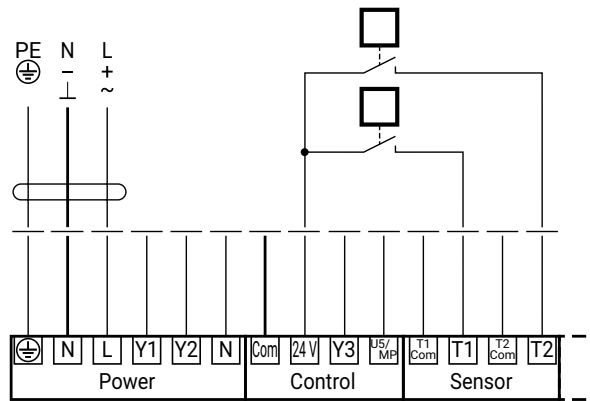 PE N L
– +
⊥ ~
N L Y1 Y2 N Com 24 V Y3 U5/MP T1 Com T1 T2 Com T2
Power Control Sensor